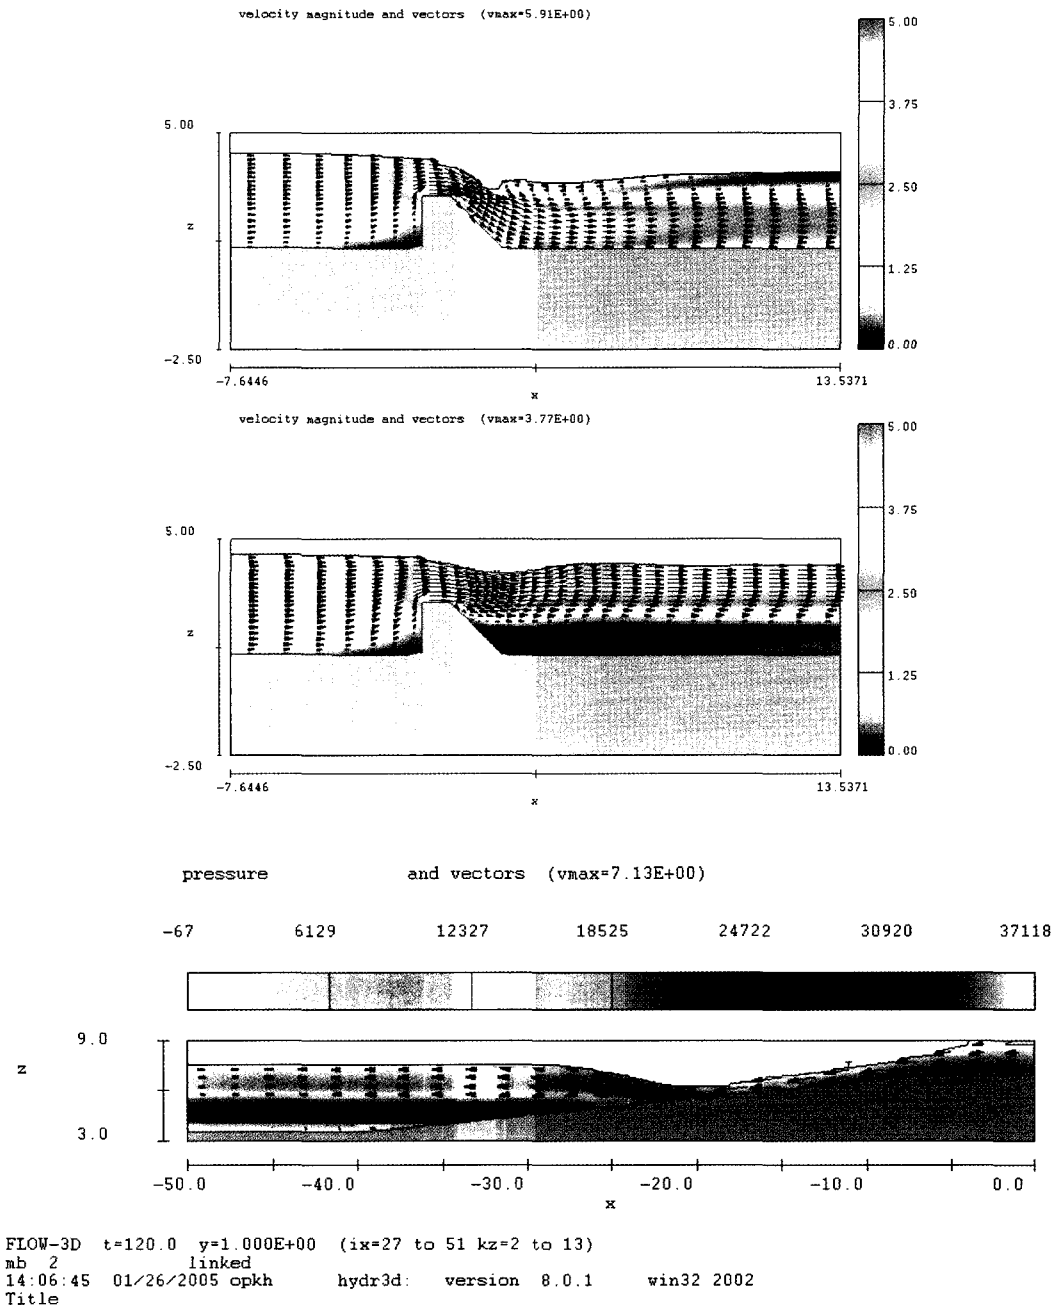 velocity magnitude and vectors (vmax=5.91E+00)
5.00
3.75
2.50
1.25
0.00
5.00
z
-2.50
-7.6446
13.5371
x
velocity magnitude and vectors (vmax=3.77E+00)
5.00
3.75
2.50
1.25
0.00
5.00
z
-2.50
-7.6446
13.5371
x
pressure and vectors (vmax=7.13E+00)
-67 6129 12327 18525 24722 30920 37118
9.0
z
3.0
-50.0 -40.0 -30.0 -20.0 -10.0 0.0
x
FLOW-3D t=120.0 y=1.000E+00 (ix=27 to 51 kz=2 to 13)
mb 2 linked
14:06:45 01/26/2005 opkh hydr3d: version 8.0.1 win32 2002
Title